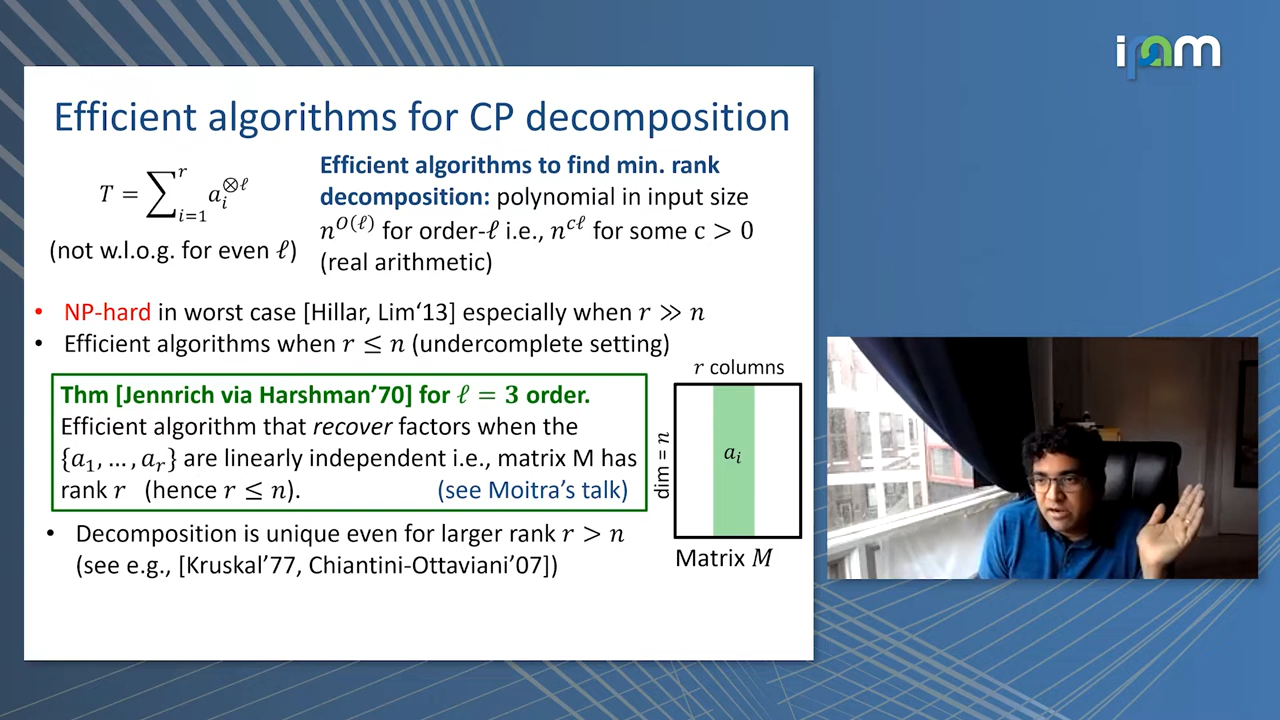 ipam
Efficient algorithms for CP decomposition
T = ∑_{i=1}^{r} a_i^{⊗ℓ}
(not w.l.o.g. for even ℓ)
Efficient algorithms to find min. rank
decomposition: polynomial in input size
n^{O(ℓ)} for order-ℓ i.e., n^{cℓ} for some c > 0
(real arithmetic)
• NP-hard in worst case [Hillar, Lim‘13] especially when r ≫ n
• Efficient algorithms when r ≤ n (undercomplete setting)
Thm [Jennrich via Harshman’70] for ℓ = 3 order.
Efficient algorithm that recover factors when the
{a_1, … , a_r} are linearly independent i.e., matrix M has
rank r (hence r ≤ n). (see Moitra’s talk)
r columns
dim = n
a_i
Matrix M
• Decomposition is unique even for larger rank r > n
(see e.g., [Kruskal’77, Chiantini-Ottaviani’07])